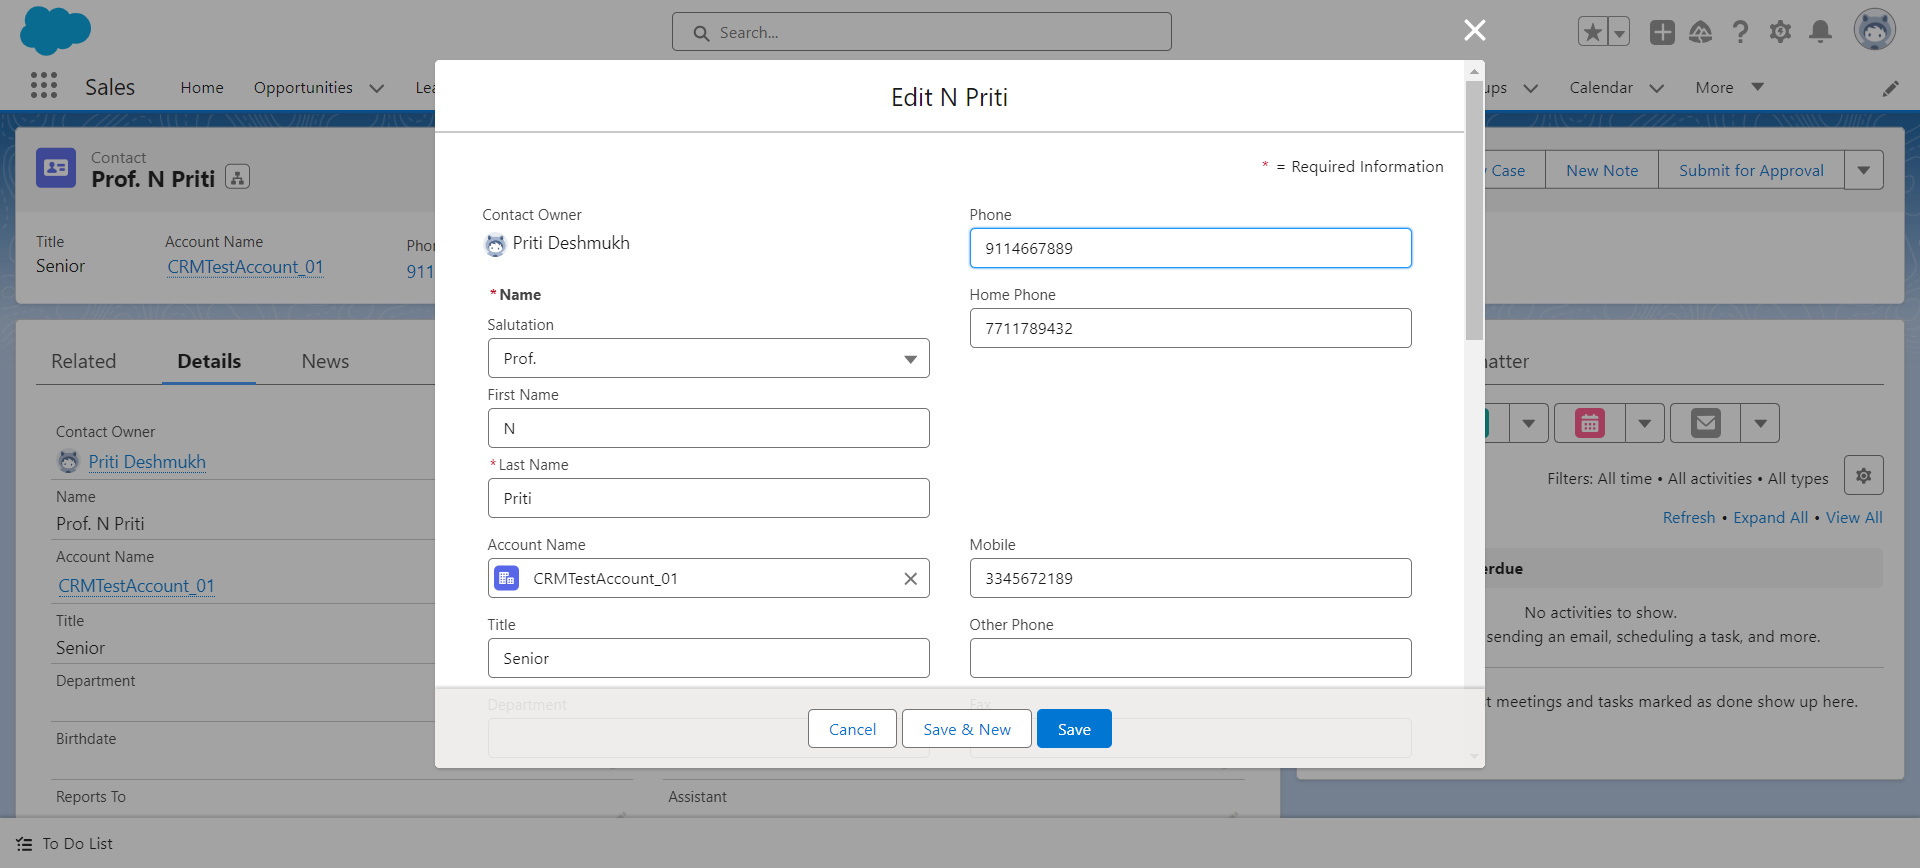 Search...
Sales
Home
Opportunities
Calendar
More
Contact
Prof. N Priti
Case
New Note
Submit for Approval
Title
Senior
Account Name
CRMTestAccount_01
911
Related
Details
News
Contact Owner
Priti Deshmukh
Name
Prof. N Priti
Account Name
CRMTestAccount_01
Title
Senior
Department
Birthdate
Reports To
Assistant
Edit N Priti
* = Required Information
Contact Owner
Priti Deshmukh
Phone
9114667889
* Name
Home Phone
7711789432
Salutation
Prof.
First Name
N
* Last Name
Priti
Account Name
CRMTestAccount_01
Mobile
3345672189
Title
Senior
Other Phone
Department
Fax
Cancel
Save & New
Save
Filters: All time • All activities • All types
Refresh • Expand All • View All
No activities to show.
sending an email, scheduling a task, and more.
meetings and tasks marked as done show up here.
To Do List